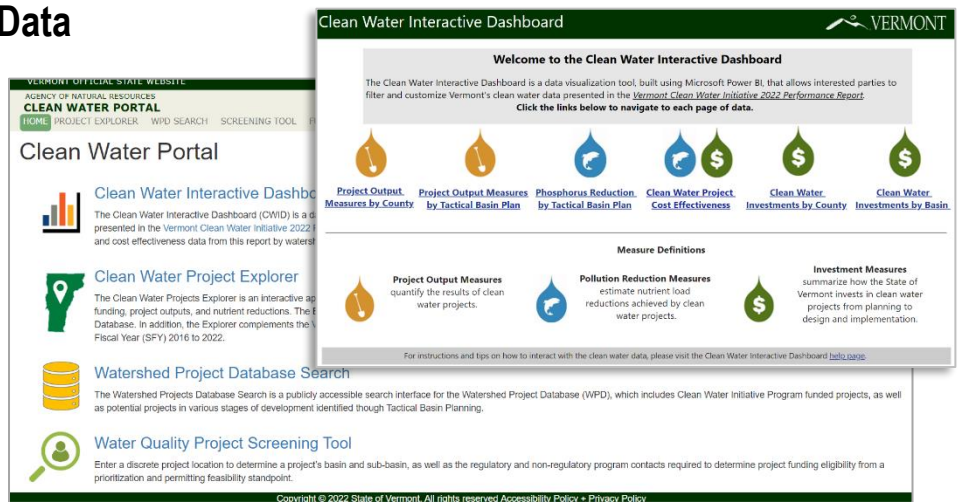 Data
VERMONT OFFICIAL STATE WEBSITE
AGENCY OF NATURAL RESOURCES
CLEAN WATER PORTAL
HOME PROJECT EXPLORER WPD SEARCH SCREENING TOOL
Clean Water Portal
Clean Water Interactive Dashbo
The Clean Water Interactive Dashboard (CWID) is a d
presented in the Vermont Clean Water Initiative 2022
and cost effectiveness data from this report by watersh
Clean Water Project Explorer
The Clean Water Projects Explorer is an interactive ap
funding, project outputs, and nutrient reductions. The E
Database. In addition, the Explorer complements the
Fiscal Year (SFY) 2016 to 2022.
Watershed Project Database Search
The Watershed Projects Database Search is a publicly accessible search interface for the Watershed Project Database (WPD), which includes Clean Water Initiative Program funded projects, as well
as potential projects in various stages of development identified though Tactical Basin Planning.
Water Quality Project Screening Tool
Enter a discrete project location to determine a project's basin and sub-basin, as well as the regulatory and non-regulatory program contacts required to determine project funding eligibility from a
prioritization and permitting feasibility standpoint.
Copyright © 2022 State of Vermont. All rights reserved Accessibility Policy + Privacy Policy
Clean Water Interactive Dashboard
VERMONT
Welcome to the Clean Water Interactive Dashboard
The Clean Water Interactive Dashboard is a data visualization tool, built using Microsoft Power BI, that allows interested parties to
filter and customize Vermont's clean water data presented in the Vermont Clean Water Initiative 2022 Performance Report.
Click the links below to navigate to each page of data.
Project Output
Measures by County
Project Output Measures
by Tactical Basin Plan
Phosphorus Reduction
by Tactical Basin Plan
Clean Water Project
Cost Effectiveness
Clean Water
Investments by County
Clean Water
Investments by Basin
Measure Definitions
Project Output Measures
quantify the results of clean
water projects.
Pollution Reduction Measures
estimate nutrient load
reductions achieved by clean
water projects.
Investment Measures
summarize how the State of
Vermont invests in clean water
projects from planning to
design and implementation.
For instructions and tips on how to interact with the clean water data, please visit the Clean Water Interactive Dashboard help page.